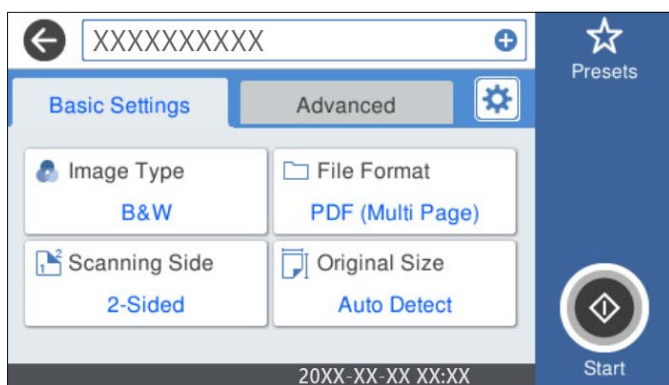 XXXXXXXXXX
Presets
Basic Settings
Advanced
Image Type
B&W
File Format
PDF (Multi Page)
Scanning Side
2-Sided
Original Size
Auto Detect
Start
20XX-XX-XX XX:XX